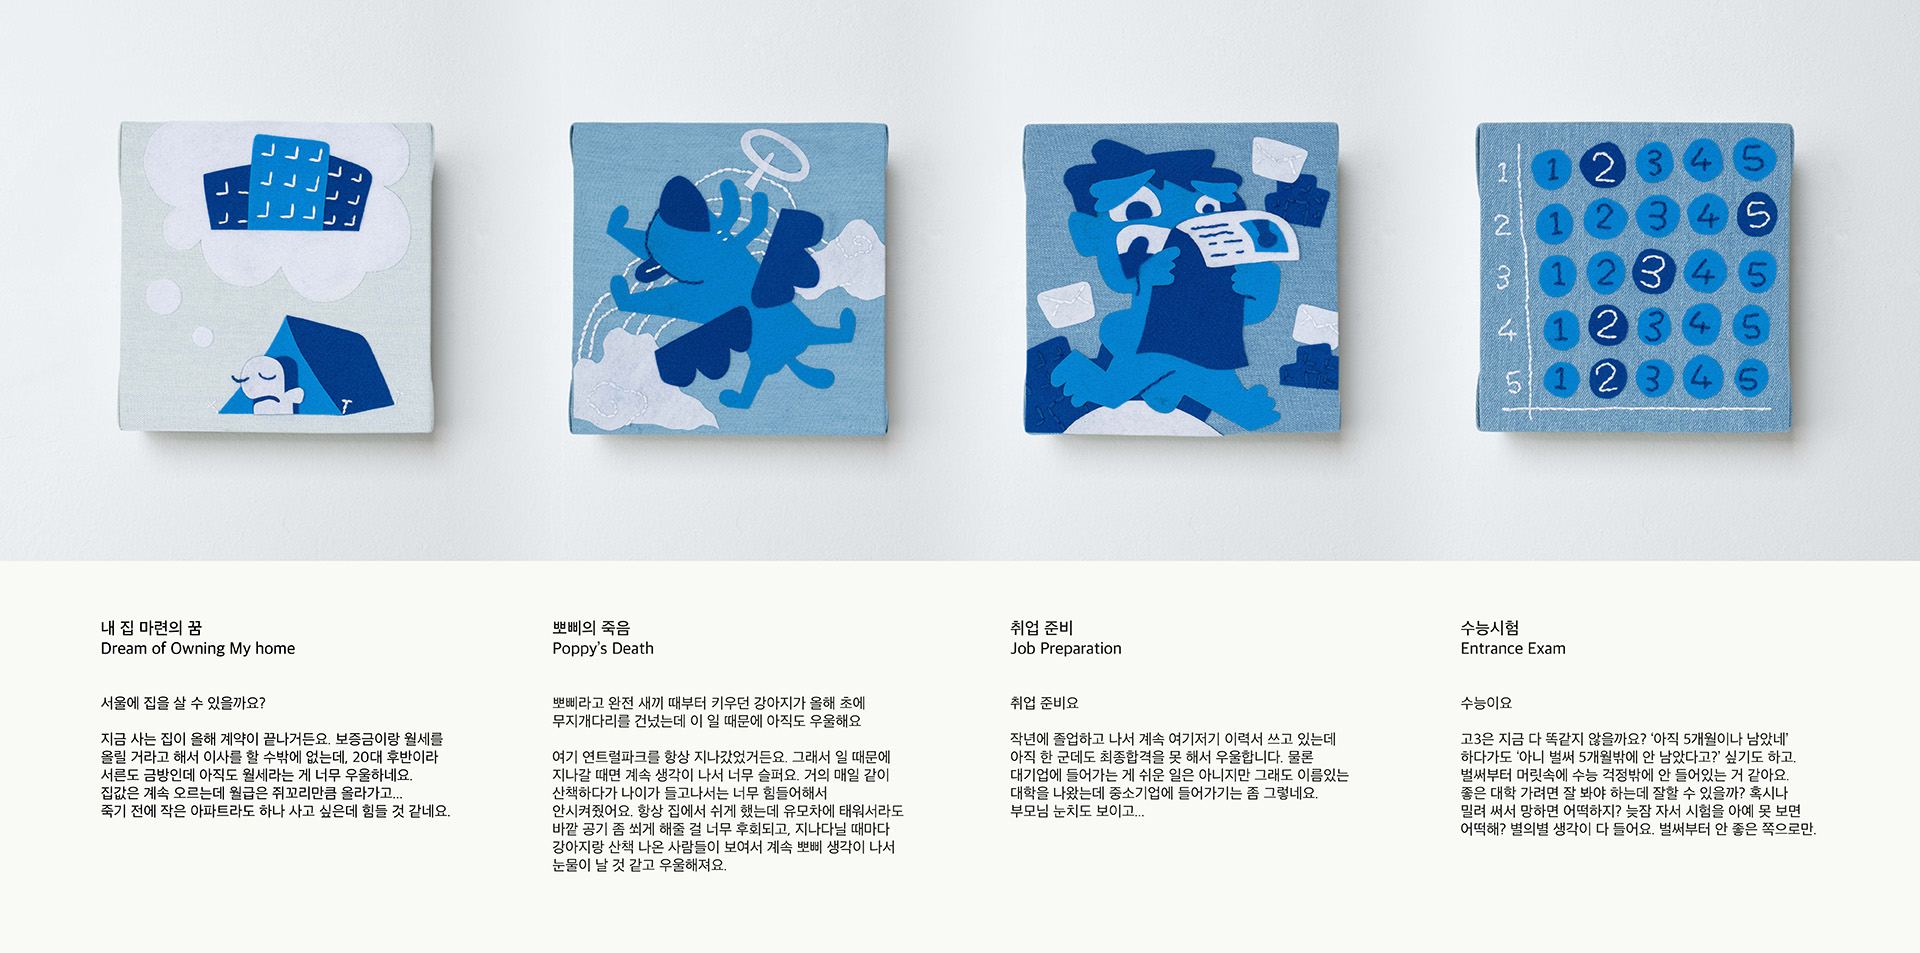 1 1 2 3 4 5
2 1 2 3 4 5
3 1 2 3 4 5
4 1 2 3 4 5
5 1 2 3 4 5
내 집 마련의 꿈
Dream of Owning My home
서울에 집을 살 수 있을까요?
지금 사는 집이 올해 계약이 끝나거든요. 보증금이랑 월세를
올릴 거라고 해서 이사를 할 수밖에 없는데, 20대 후반이라
서른도 금방인데 아직도 월세라는 게 너무 우울하네요.
집값은 계속 오르는데 월급은 쥐꼬리만큼 올라가고...
죽기 전에 작은 아파트라도 하나 사고 싶은데 힘들 것 같네요.
뽀삐의 죽음
Poppy’s Death
뽀삐라고 완전 새끼 때부터 키우던 강아지가 올해 초에
무지개다리를 건넜는데 이 일 때문에 아직도 우울해요
여기 연트럴파크를 항상 지나갔었거든요. 그래서 일 때문에
지나갈 때면 계속 생각이 나서 너무 슬퍼요. 거의 매일 같이
산책하다가 나이가 들고나서는 너무 힘들어해서
안시켜줬어요. 항상 집에서 쉬게 했는데 유모차에 태워서라도
바깥 공기 좀 쐬게 해줄 걸 너무 후회되고, 지나다닐 때마다
강아지랑 산책 나온 사람들이 보여서 계속 뽀삐 생각이 나서
눈물이 날 것 같고 우울해져요.
취업 준비
Job Preparation
취업 준비요
작년에 졸업하고 나서 계속 여기저기 이력서 쓰고 있는데
아직 한 군데도 최종합격을 못 해서 우울합니다. 물론
대기업에 들어가는 게 쉬운 일은 아니지만 그래도 이름있는
대학을 나왔는데 중소기업에 들어가기는 좀 그렇네요.
부모님 눈치도 보이고...
수능시험
Entrance Exam
수능이요
고3은 지금 다 똑같지 않을까요? ‘아직 5개월이나 남았네’
하다가도 ‘아니 벌써 5개월밖에 안 남았다고?’ 싶기도 하고.
벌써부터 머릿속에 수능 걱정밖에 안 들어있는 거 같아요.
좋은 대학 가려면 잘 봐야 하는데 잘할 수 있을까? 혹시나
밀려 써서 망하면 어떡하지? 늦잠 자서 시험을 아예 못 보면
어떡해? 별의별 생각이 다 들어요. 벌써부터 안 좋은 쪽으로만.